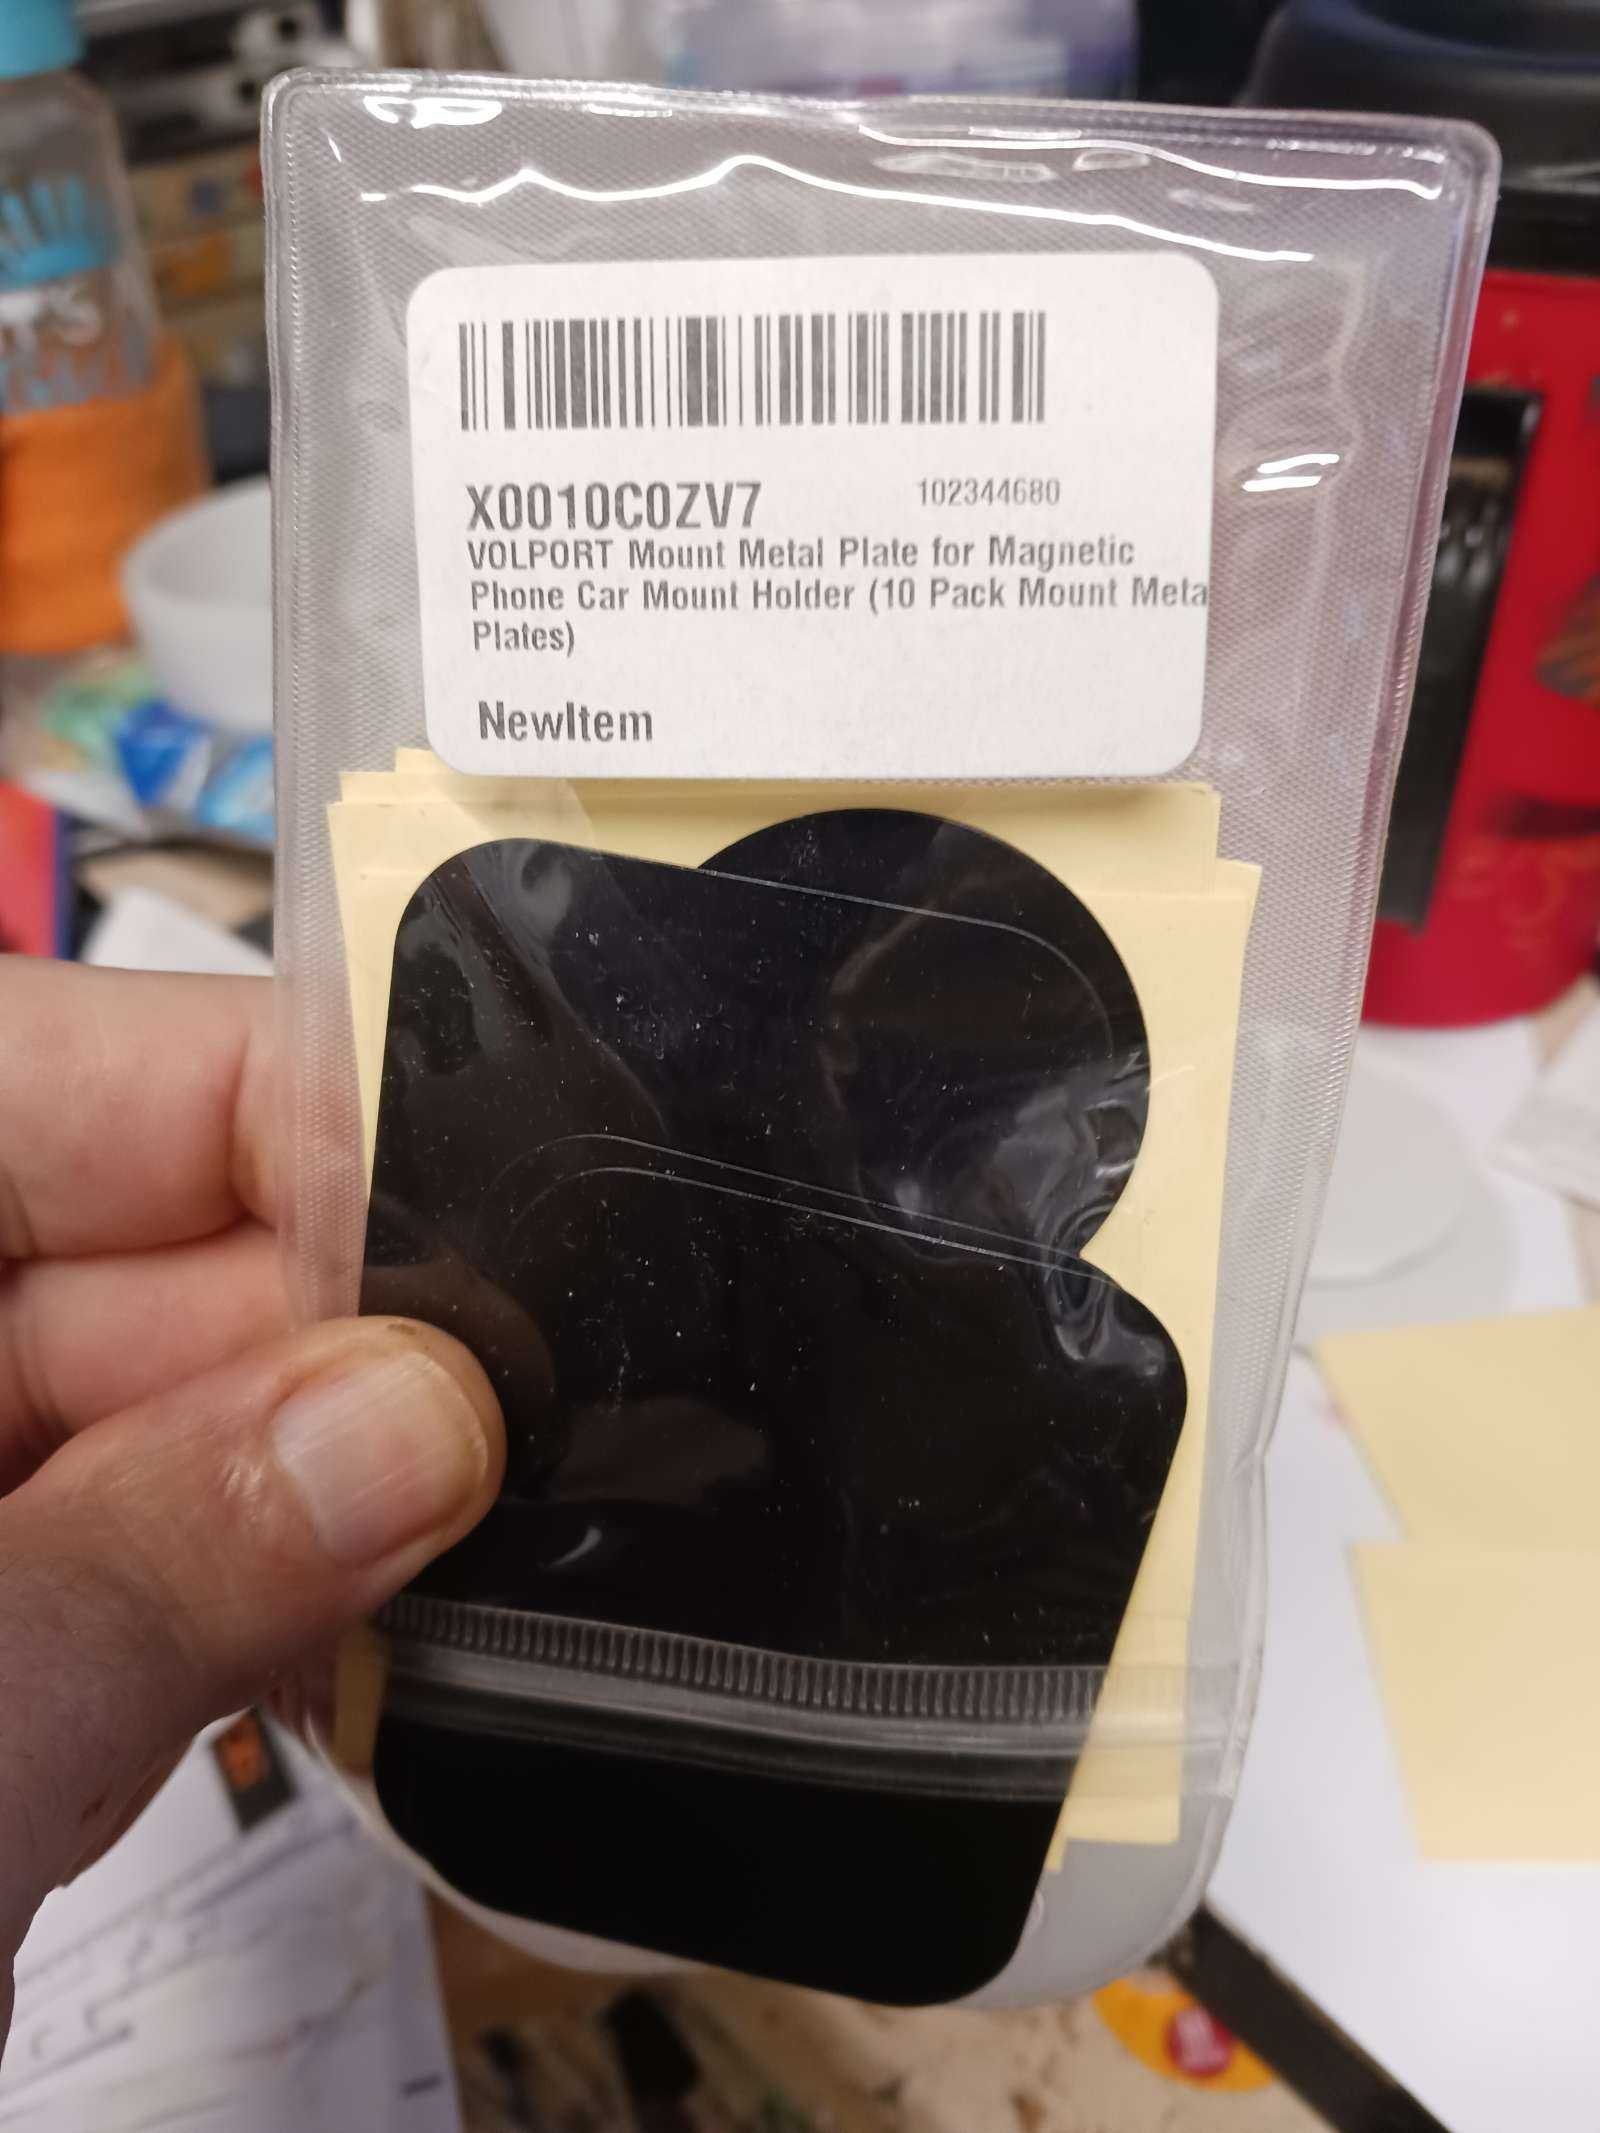 X0010C0ZV7 102344680
VOLPORT Mount Metal Plate for Magnetic
Phone Car Mount Holder (10 Pack Mount Meta
Plates)
NewItem